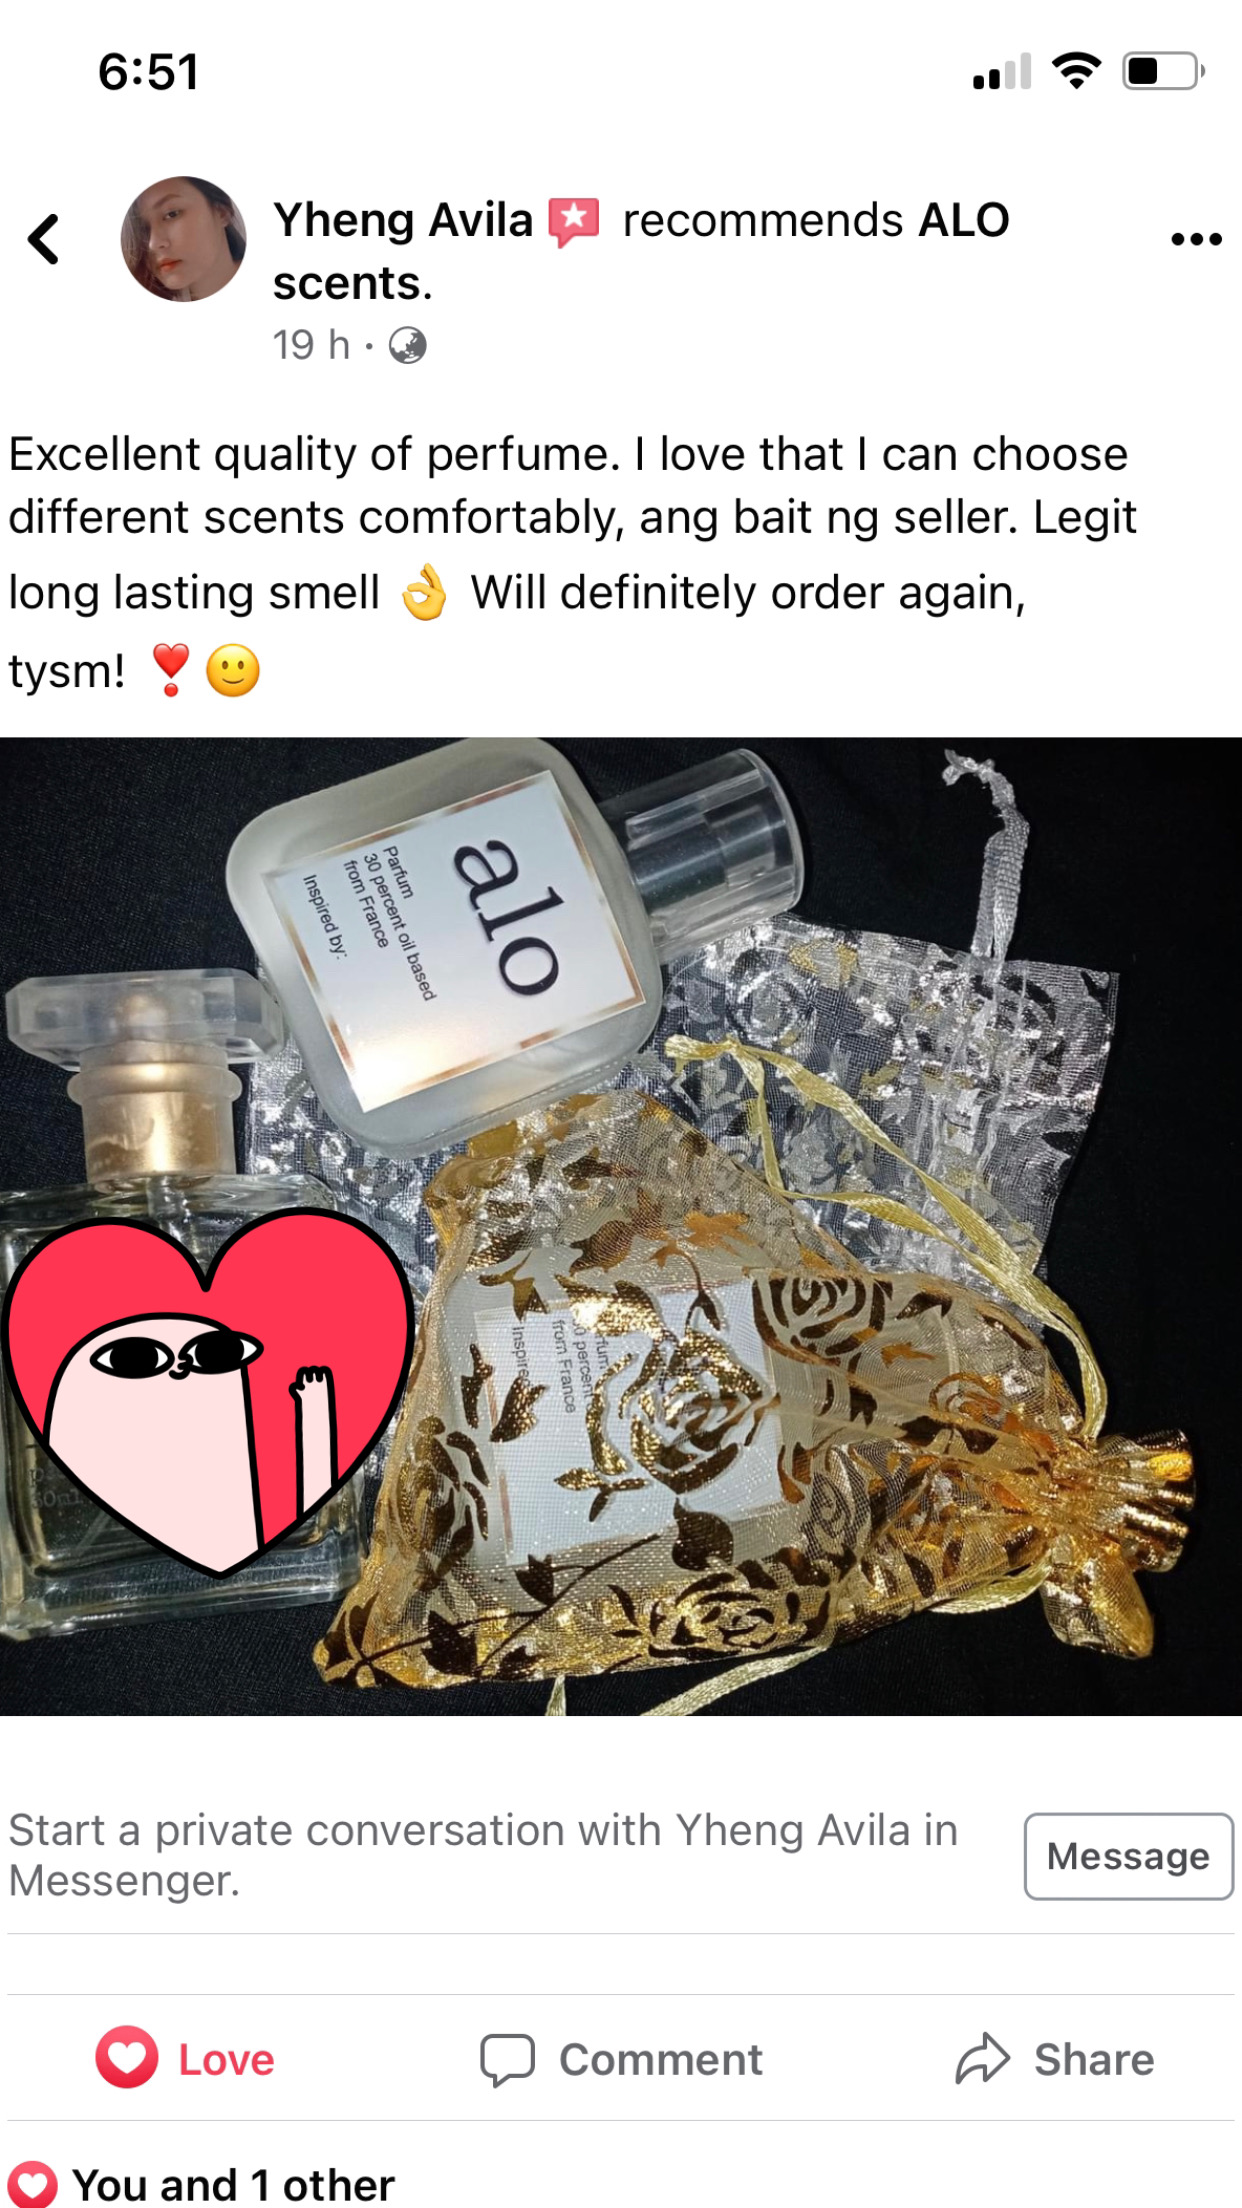 6:51
Yheng Avila recommends ALO
scents.
19 h ·
Excellent quality of perfume. I love that I can choose
different scents comfortably, ang bait ng seller. Legit
long lasting smell 👌 Will definitely order again,
tysm! ❣️🙂
alo
Parfum
30 percent oil based
from France
Inspired by:
percent
from France
50ml
Start a private conversation with Yheng Avila in
Messenger.
Message
Love
Comment
Share
You and 1 other